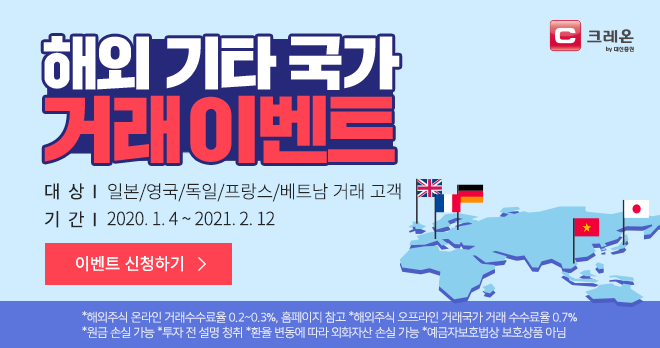 크레온
by 대신증권
해외 기타 국가
거래 이벤트
대 상 | 일본/영국/독일/프랑스/베트남 거래 고객
기 간 | 2020. 1. 4 ~ 2021. 2. 12
이벤트 신청하기 >
*해외주식 온라인 거래수수료율 0.2~0.3%, 홈페이지 참고 *해외주식 오프라인 거래국가 거래 수수료율 0.7%
*원금 손실 가능 *투자 전 설명 청취 *환율 변동에 따라 외화자산 손실 가능 *예금자보호법상 보호상품 아님